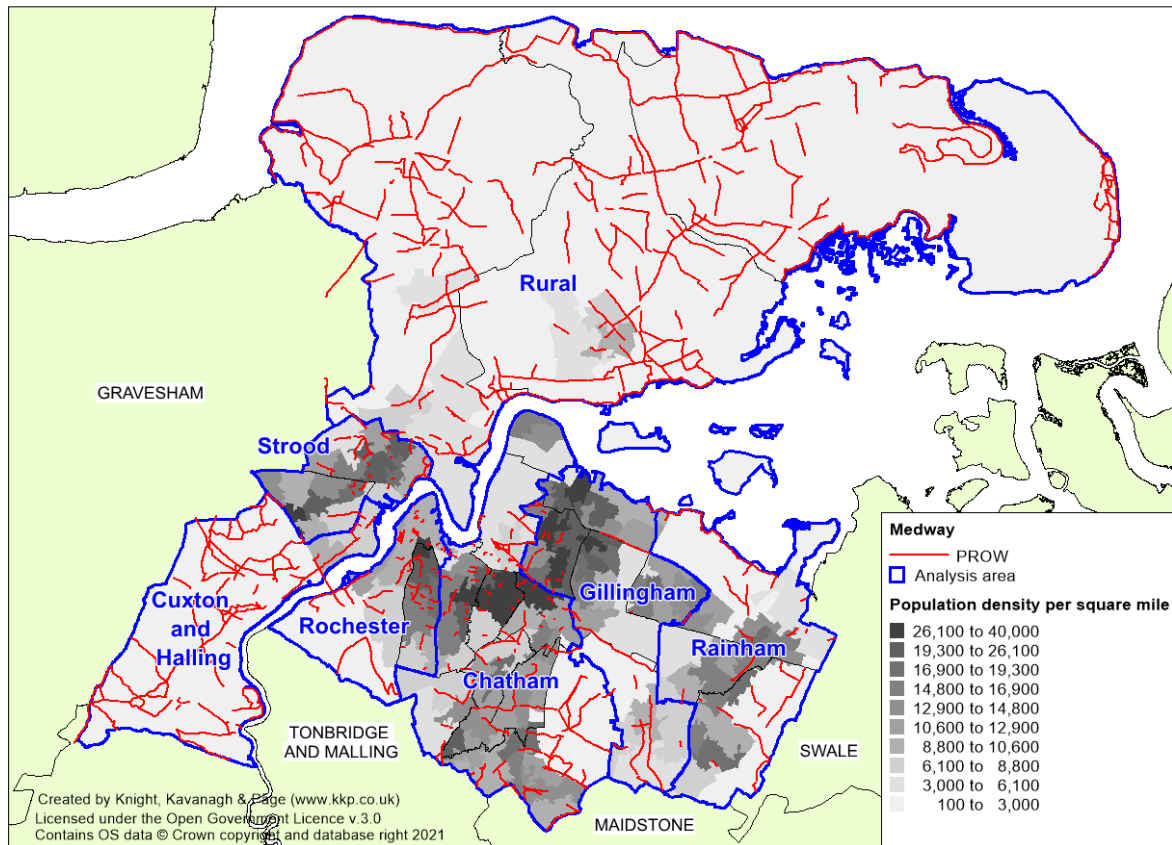 Rural
GRAVESHAM
Strood
Cuxton
and
Halling
Rochester
Gillingham
Rainham
Chatham
TONBRIDGE
AND MALLING
SWALE
MAIDSTONE
Created by Knight, Kavanagh & Page (www.kkp.co.uk)
Licensed under the Open Government Licence v.3.0
Contains OS data © Crown copyright and database right 2021
Medway
PROW
Analysis area
Population density per square mile
26,100 to 40,000
19,300 to 26,100
16,900 to 19,300
14,800 to 16,900
12,900 to 14,800
10,600 to 12,900
8,800 to 10,600
6,100 to 8,800
3,000 to 6,100
100 to 3,000